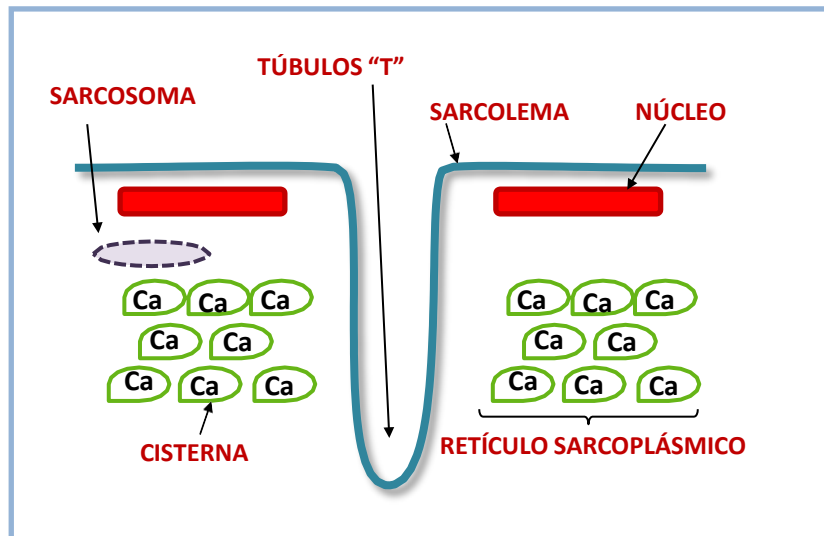 TÚBULOS “T”
SARCOSOMA
SARCOLEMA
NÚCLEO
Ca Ca Ca
Ca Ca
Ca Ca Ca
Ca Ca Ca
Ca Ca
Ca Ca Ca
CISTERNA
RETÍCULO SARCOPLÁSMICO